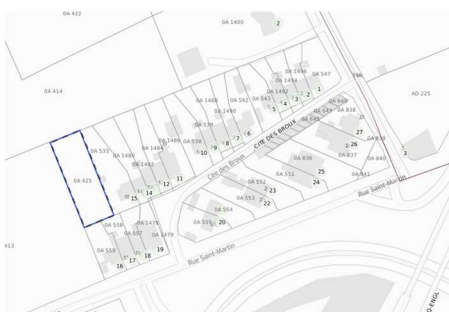 0A 422
0A 1400
2
0A 414
0A 1496
0A 547
0A 1494
0A 1492
1
2
3
4
5
AD 225
0A 543
0A 542
0A 1490
0A 1488
0A 648
0A 838
27
6
7
8
9
10
CITÉ DES BROUX
0A 538
0A 1486
0A 1484
0A 1482
0A 1480
0A 533
26
0A 837
0A 840
3
0A 836
Cité des Broux
0A 425
11
12
14
15
25
24
0A 551
0A 552
23
0A 553
22
Rue Saint-Martin
0A 554
0A 555
20
413
0A 556
0A 1478
0A 557
0A 1479
0A 558
19
18
17
16
Rue Saint-Martin
Q-ENGL